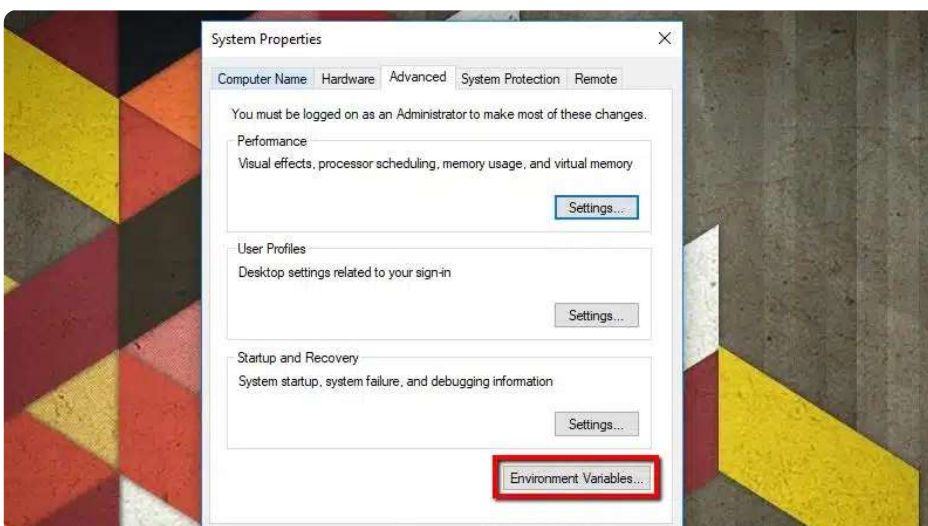 System Properties
Computer Name Hardware Advanced System Protection Remote
You must be logged on as an Administrator to make most of these changes.
Performance
Visual effects, processor scheduling, memory usage, and virtual memory
Settings...
User Profiles
Desktop settings related to your sign-in
Settings...
Startup and Recovery
System startup, system failure, and debugging information
Settings...
Environment Variables...